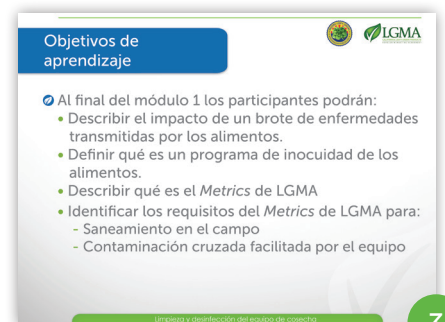 LGMA
Objetivos de
aprendizaje
Al final del módulo 1 los participantes podrán:
• Describir el impacto de un brote de enfermedades
transmitidas por los alimentos.
• Definir qué es un programa de inocuidad de los
alimentos.
• Describir qué es el Metrics de LGMA
• Identificar los requisitos del Metrics de LGMA para:
- Saneamiento en el campo
- Contaminación cruzada facilitada por el equipo
Limpieza y desinfección del equipo de cosecha